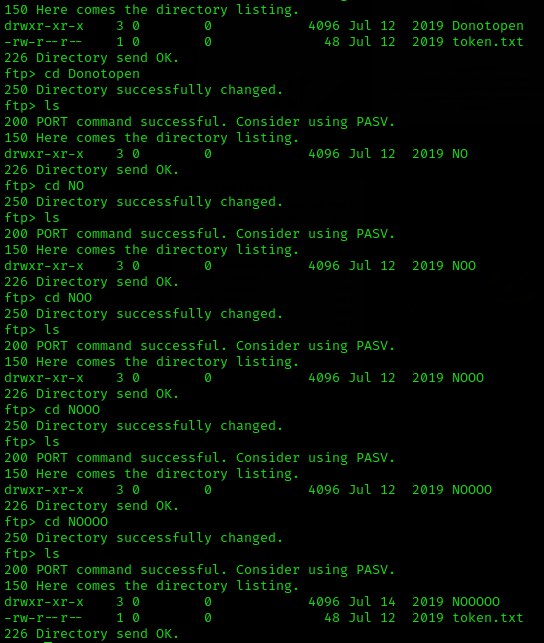 150 Here comes the directory listing.
drwxr-xr-x    3 0        0            4096 Jul 12  2019 Donotopen
-rw-r--r--    1 0        0              48 Jul 12  2019 token.txt
226 Directory send OK.
ftp> cd Donotopen
250 Directory successfully changed.
ftp> ls
200 PORT command successful. Consider using PASV.
150 Here comes the directory listing.
drwxr-xr-x    3 0        0            4096 Jul 12  2019 NO
226 Directory send OK.
ftp> cd NO
250 Directory successfully changed.
ftp> ls
200 PORT command successful. Consider using PASV.
150 Here comes the directory listing.
drwxr-xr-x    3 0        0            4096 Jul 12  2019 NOO
226 Directory send OK.
ftp> cd NOO
250 Directory successfully changed.
ftp> ls
200 PORT command successful. Consider using PASV.
150 Here comes the directory listing.
drwxr-xr-x    3 0        0            4096 Jul 12  2019 NOOO
226 Directory send OK.
ftp> cd NOOO
250 Directory successfully changed.
ftp> ls
200 PORT command successful. Consider using PASV.
150 Here comes the directory listing.
drwxr-xr-x    3 0        0            4096 Jul 12  2019 NOOOO
226 Directory send OK.
ftp> cd NOOOO
250 Directory successfully changed.
ftp> ls
200 PORT command successful. Consider using PASV.
150 Here comes the directory listing.
drwxr-xr-x    3 0        0            4096 Jul 14  2019 NOOOOO
-rw-r--r--    1 0        0              48 Jul 12  2019 token.txt
226 Directory send OK.